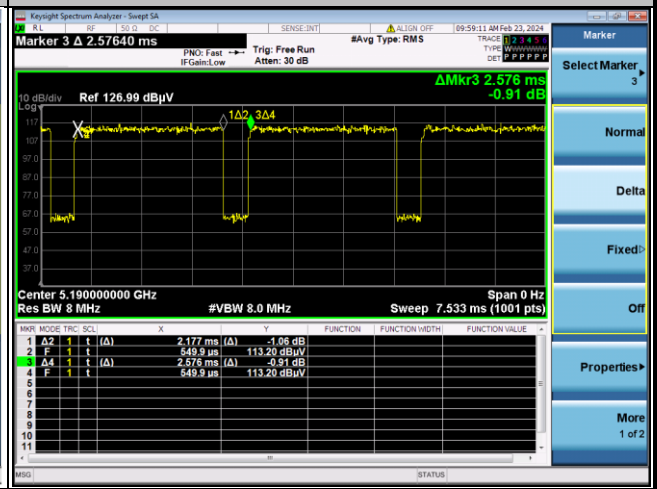 Keysight Spectrum Analyzer - Swept SA
RL RF 50 Ω DC SENSE:INT ALIGN OFF 09:59:11 AM Feb 23, 2024
Marker 3 Δ 2.57640 ms
PNO: Fast
IFGain:Low
Trig: Free Run
Atten: 30 dB
#Avg Type: RMS
TRACE 1 2 3 4 5 6
TYPE WWWWWW
DET P P P P P P
ΔMkr3 2.576 ms
-0.91 dB
10 dB/div Ref 126.99 dBµV
Log
117
107
97.0
87.0
77.0
67.0
57.0
47.0
37.0
1Δ2 3Δ4
Center 5.190000000 GHz Span 0 Hz
Res BW 8 MHz #VBW 8.0 MHz Sweep 7.533 ms (1001 pts)
MKR MODE TRC SCL X Y FUNCTION FUNCTION WIDTH FUNCTION VALUE
1 Δ2 1 t (Δ) 2.177 ms (Δ) -1.06 dB
2 F 1 t 549.9 µs 113.20 dBµV
3 Δ4 1 t (Δ) 2.576 ms (Δ) -0.91 dB
4 F 1 t 549.9 µs 113.20 dBµV
5
6
7
8
9
10
11
MSG STATUS
Marker
Select Marker
3
Normal
Delta
Fixed
Off
Properties
More
1 of 2